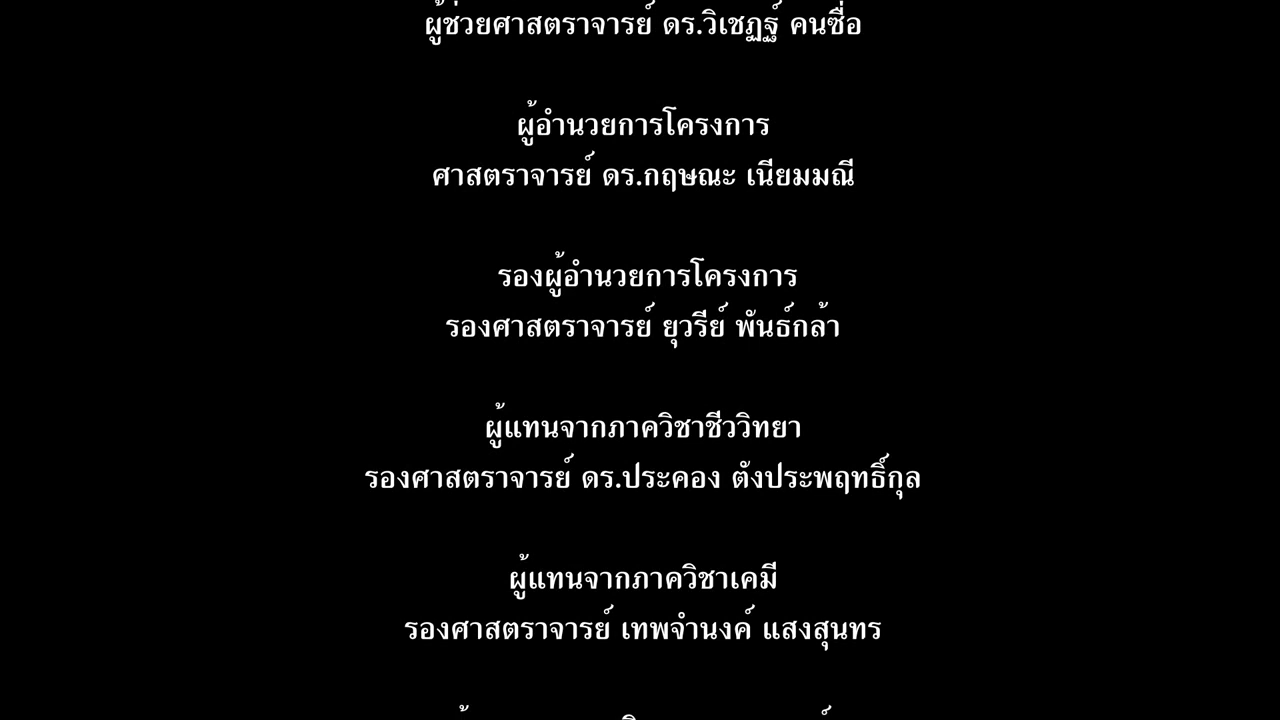 ผู้ช่วยศาสตราจารย์ ดร.วิเชฏฐ์ คนซื่อ
ผู้อำนวยการโครงการ
ศาสตราจารย์ ดร.กฤษณะ เนียมมณี
รองผู้อำนวยการโครงการ
รองศาสตราจารย์ ยุวรีย์ พันธ์กล้า
ผู้แทนจากภาควิชาชีววิทยา
รองศาสตราจารย์ ดร.ประคอง ตังประพฤทธิ์กุล
ผู้แทนจากภาควิชาเคมี
รองศาสตราจารย์ เทพจำนงค์ แสงสุนทร